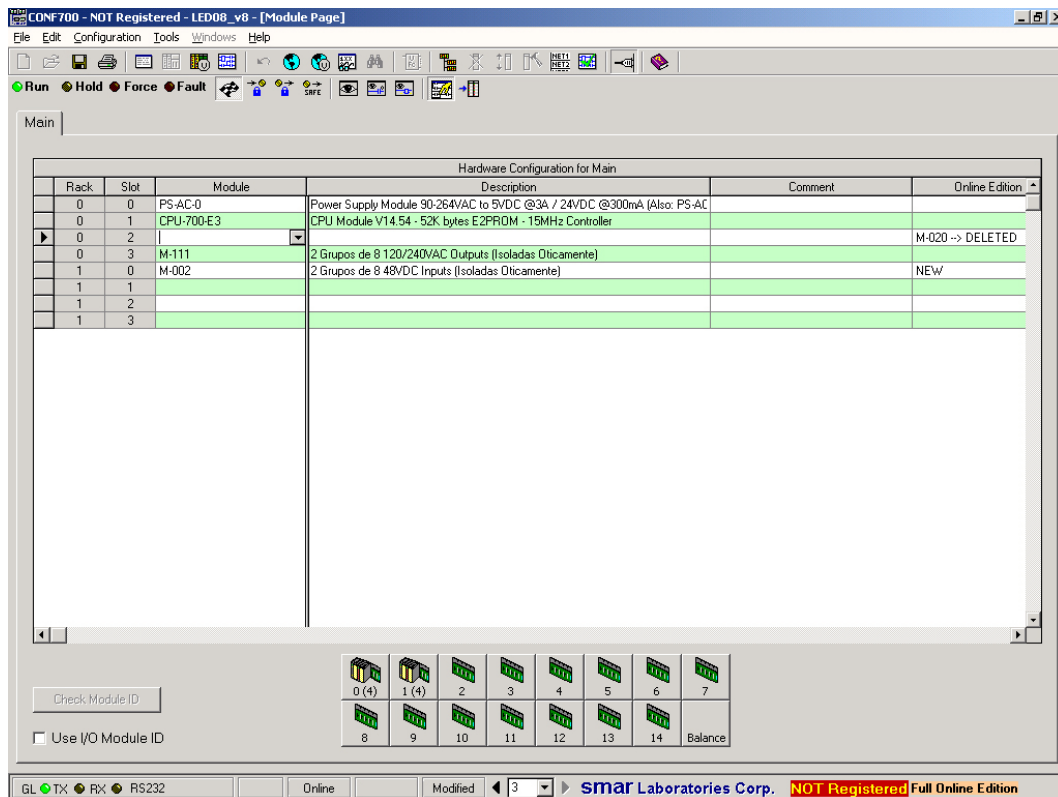 CONF700 - NOT Registered - LED08_v8 - [Module Page]
File Edit Configuration Tools Windows Help
Run Hold Force Fault SAFE
Main
Hardware Configuration for Main
Rack Slot Module Description Comment Online Edition
0 0 PS-AC-0 Power Supply Module 90-264VAC to 5VDC @3A / 24VDC @300mA (Also: PS-AC
0 1 CPU-700-E3 CPU Module V14.54 - 52K bytes E2PROM - 15MHz Controller
0 2 M-020 --> DELETED
0 3 M-111 2 Grupos de 8 120/240VAC Outputs (Isoladas Oticamente)
1 0 M-002 2 Grupos de 8 48VDC Inputs (Isoladas Oticamente) NEW
1 1
1 2
1 3
0 (4) 1 (4) 2 3 4 5 6 7
Check Module ID
8 9 10 11 12 13 14 Balance
Use I/O Module ID
GL TX RX RS232 Online Modified 3 smar Laboratories Corp. NOT Registered Full Online Edition